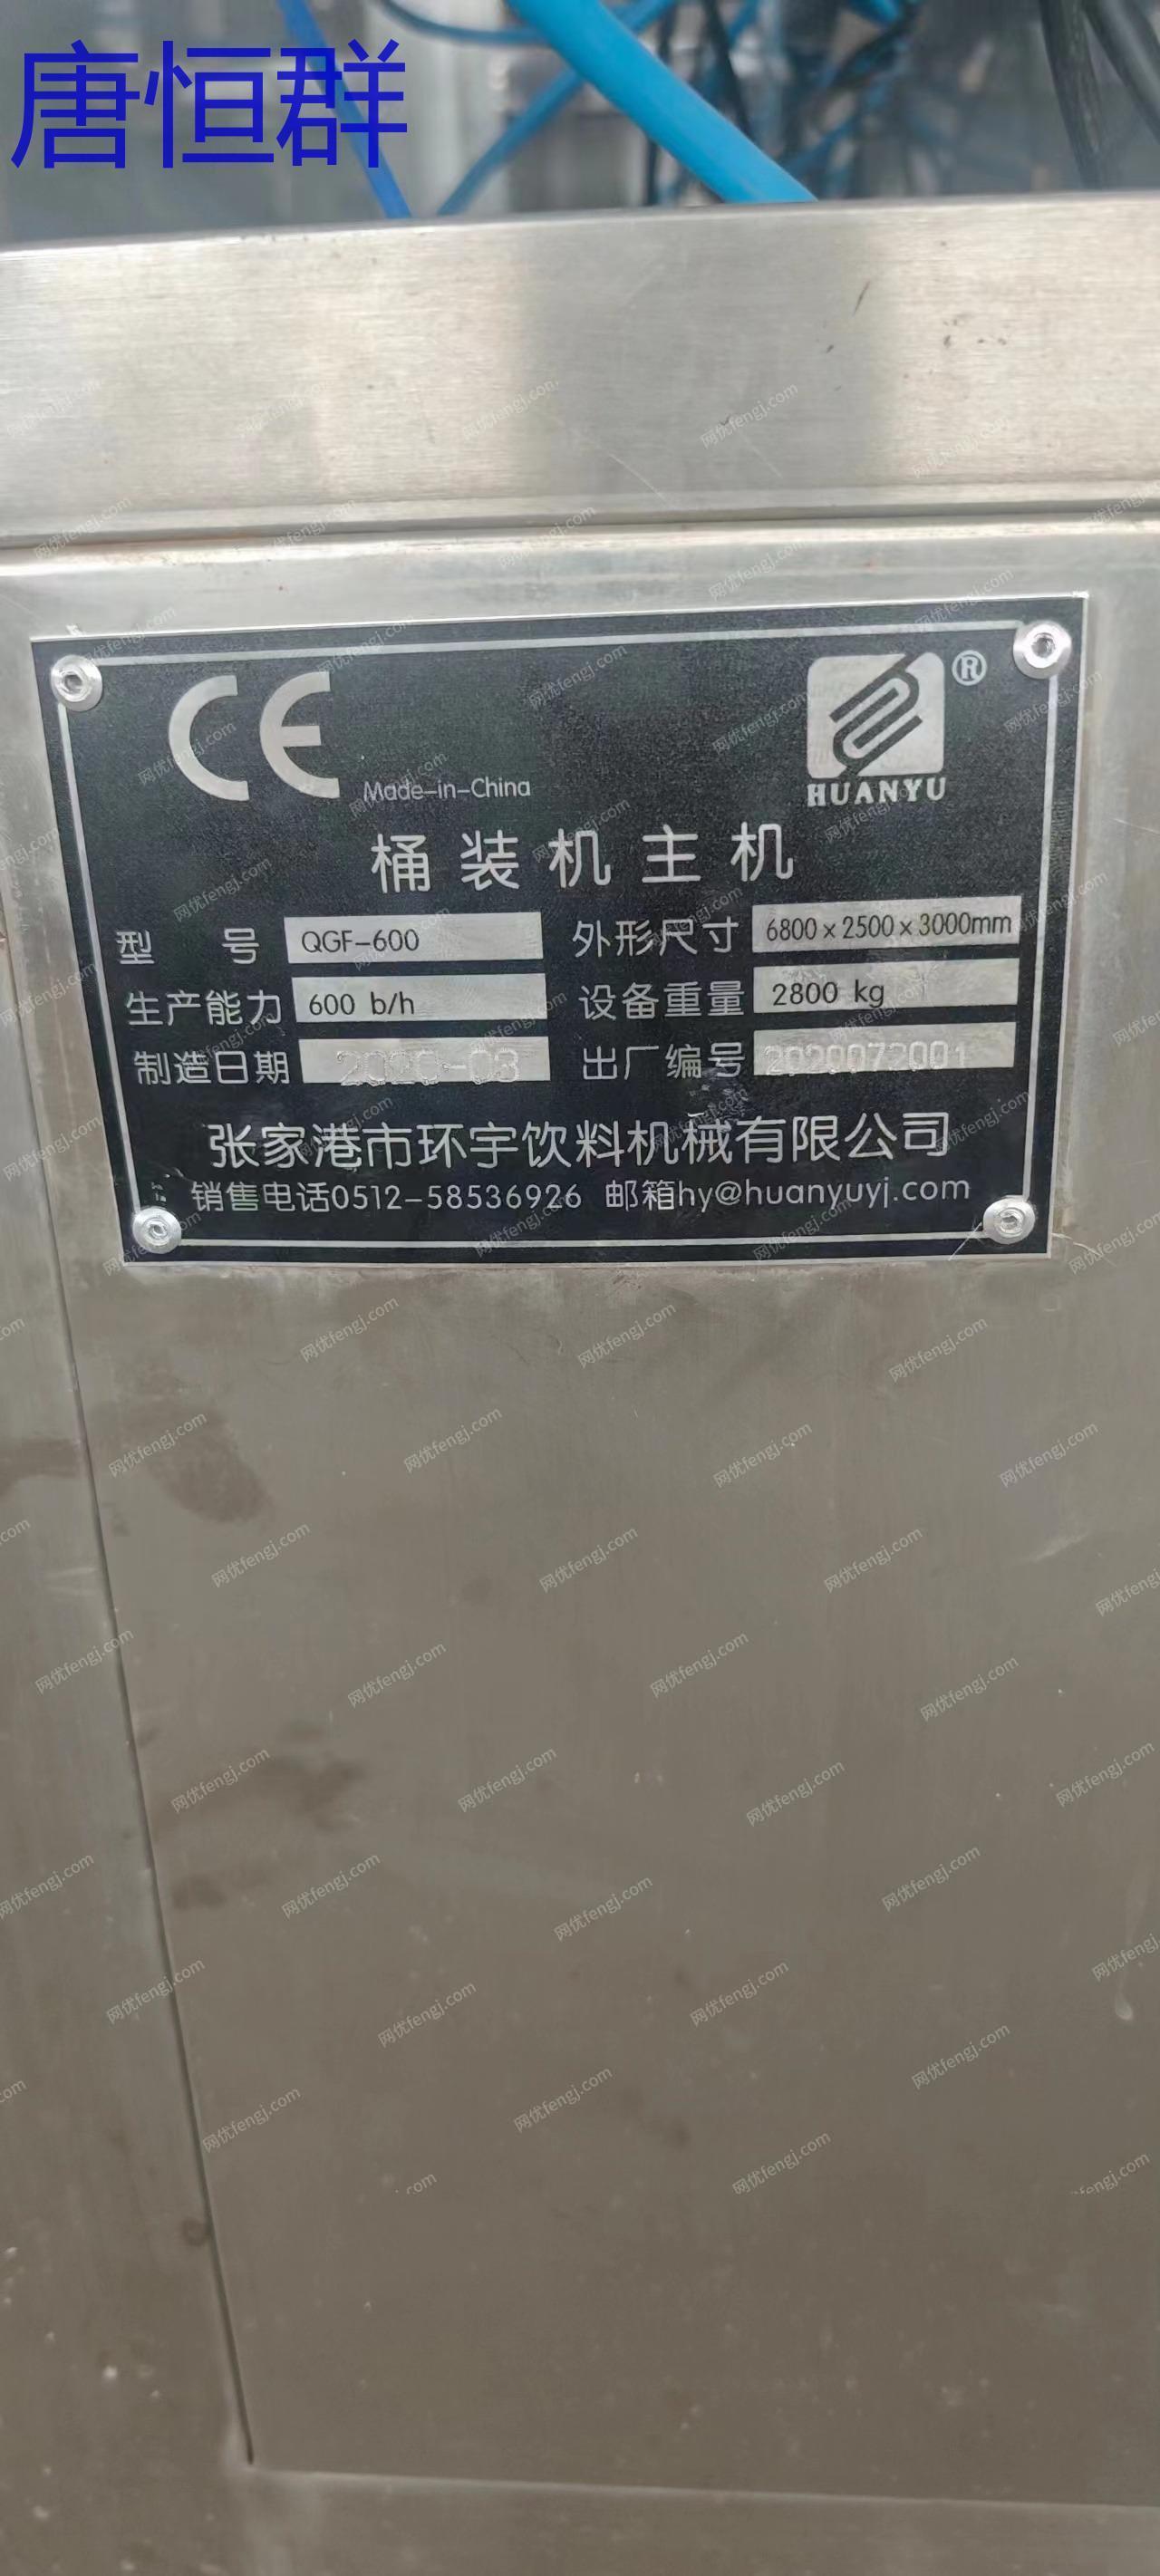 唐恒群
CE
Made-in-China
®
HUANYU
桶装机主机
型 号 QGF-600 外形尺寸 6800×2500×3000mm
生产能力 600 b/h 设备重量 2800 kg
制造日期 2020-08 出厂编号 2020072001
张家港市环宇饮料机械有限公司
销售电话0512-58536926 邮箱hy@huanyuyj.com
网优fengj.com